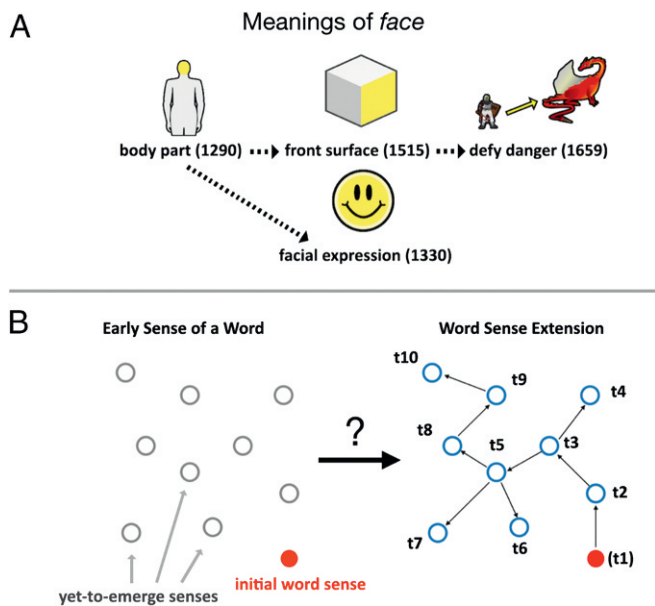 A
Meanings of face
body part (1290)
front surface (1515)
defy danger (1659)
facial expression (1330)
B
Early Sense of a Word
Word Sense Extension
?
yet-to-emerge senses
initial word sense
t10
t9
t4
t8
t5
t3
t2
t7
t6
(t1)